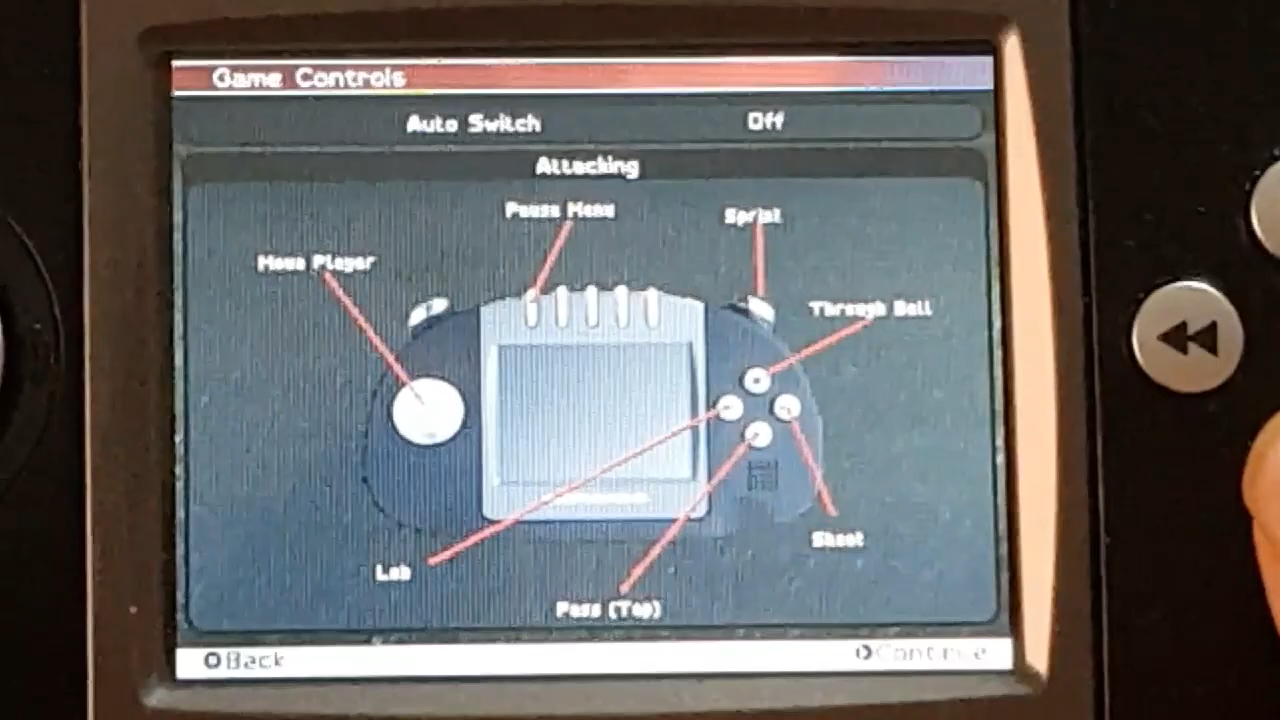 Game Controls
Auto Switch Off
Attacking
Pause Menu
Sprint
Move Player
Through Ball
Lob
Shoot
Pass (Tap)
Back
Continue